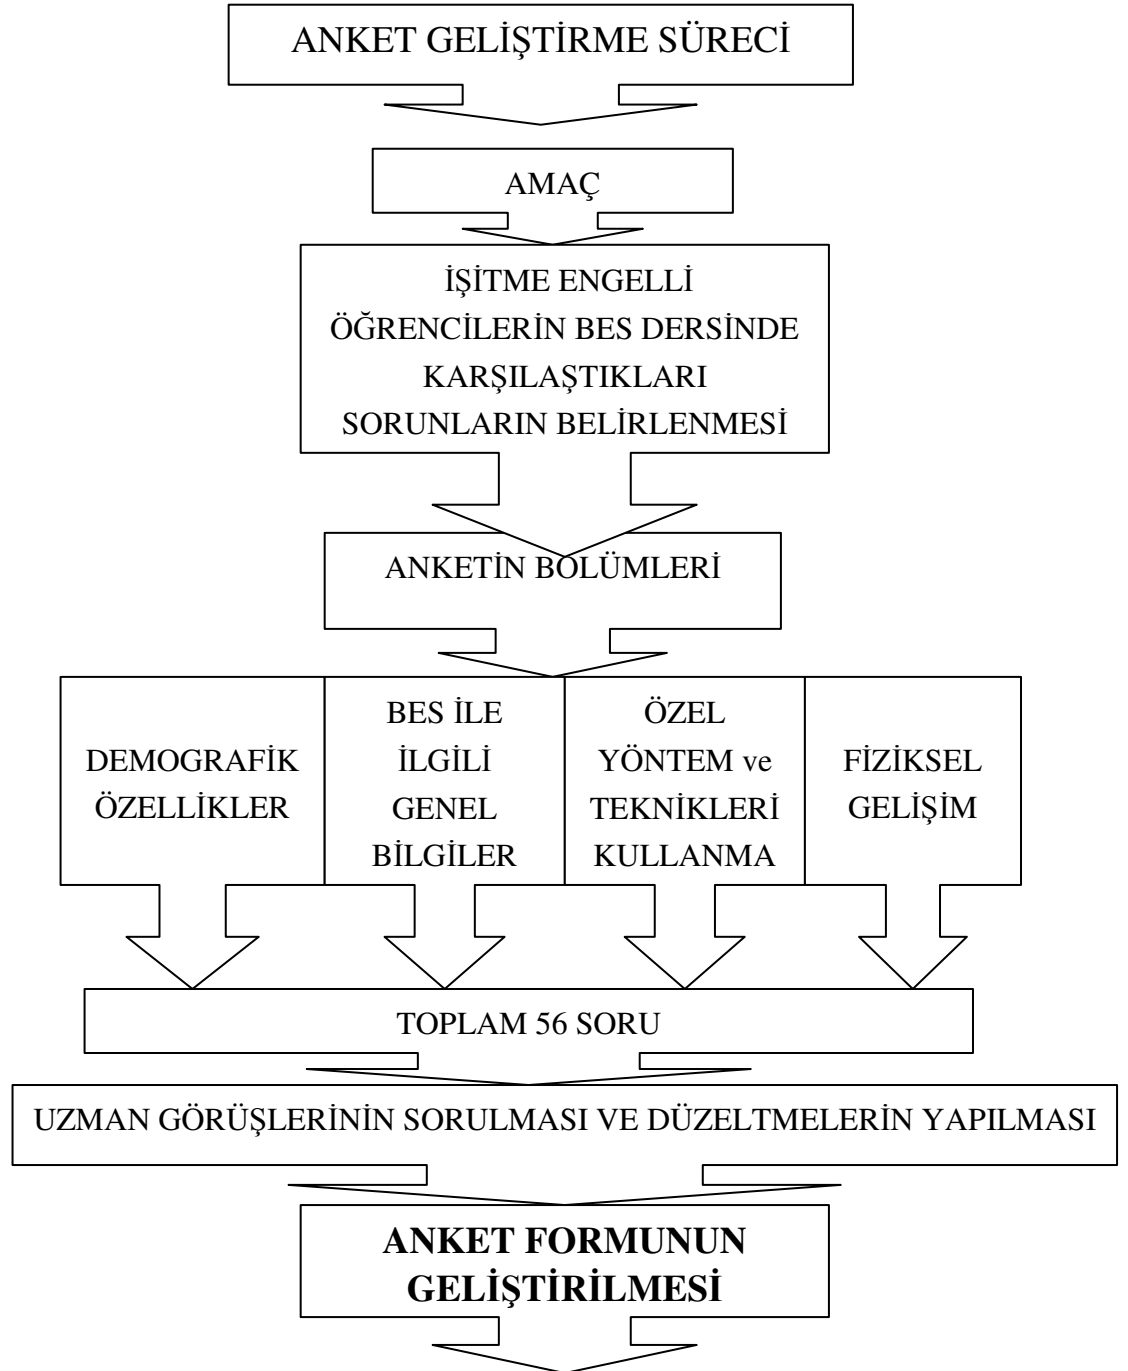 ANKET GELİŞTİRME SÜRECİ
AMAÇ
İŞİTME ENGELLİ
ÖĞRENCİLERİN BES DERSİNDE
KARŞILAŞTIKLARI
SORUNLARIN BELİRLENMESİ
ANKETİN BÖLÜMLERİ
DEMOGRAFİK
ÖZELLİKLER
BES İLE
İLGİLİ
GENEL
BİLGİLER
ÖZEL
YÖNTEM ve
TEKNİKLERİ
KULLANMA
FİZİKSEL
GELİŞİM
TOPLAM 56 SORU
UZMAN GÖRÜŞLERİNİN SORULMASI VE DÜZELTMELERİN YAPILMASI
ANKET FORMUNUN
GELİŞTİRİLMESİ